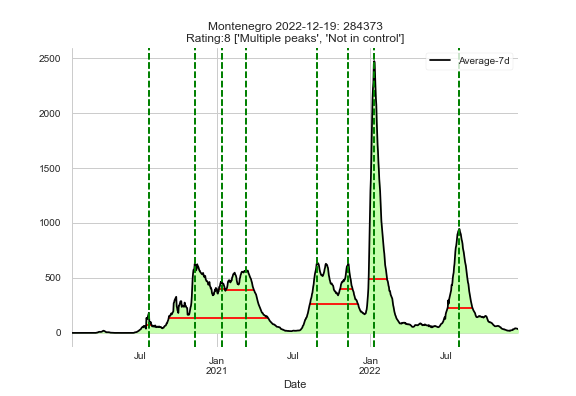 Montenegro 2022-12-19: 284373
Rating:8 ['Multiple peaks', 'Not in control']
Average-7d
2500
2000
1500
1000
500
0
Jul
Jan
2021
Jul
Jan
2022
Jul
Date